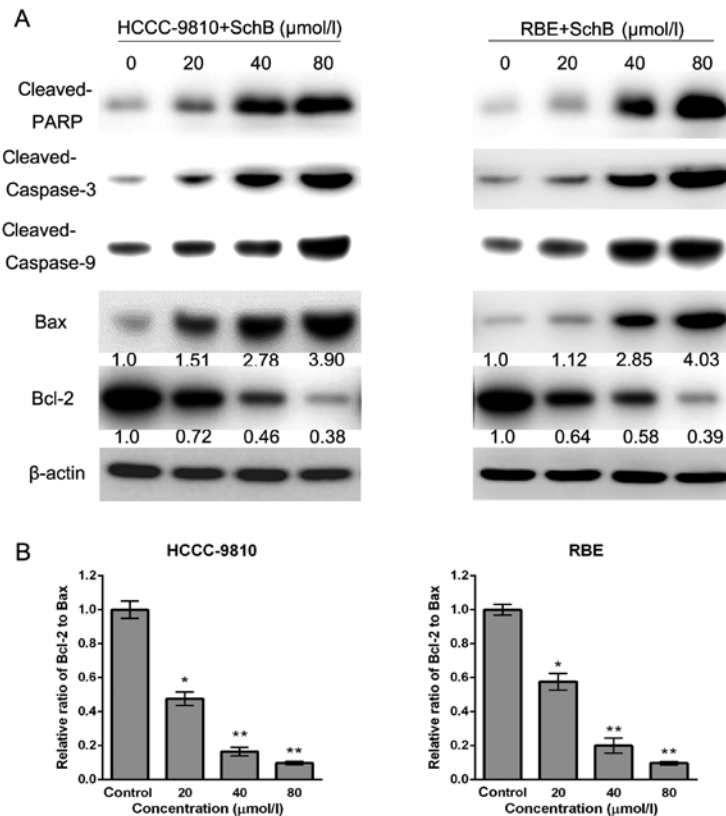 A
HCCC-9810+SchB (µmol/l)
RBE+SchB (µmol/l)
0 20 40 80
0 20 40 80
Cleaved-
PARP
Cleaved-
Caspase-3
Cleaved-
Caspase-9
Bax
1.0 1.51 2.78 3.90
1.0 1.12 2.85 4.03
Bcl-2
1.0 0.72 0.46 0.38
1.0 0.64 0.58 0.39
β-actin
B
HCCC-9810
Relative ratio of Bcl-2 to Bax
1.2
1.0
0.8
0.6
0.4
0.2
0.0
*
**
**
Control 20 40 80
Concentration (µmol/l)
RBE
Relative ratio of Bcl-2 to Bax
1.2
1.0
0.8
0.6
0.4
0.2
0.0
*
**
**
Control 20 40 80
Concentration (µmol/l)